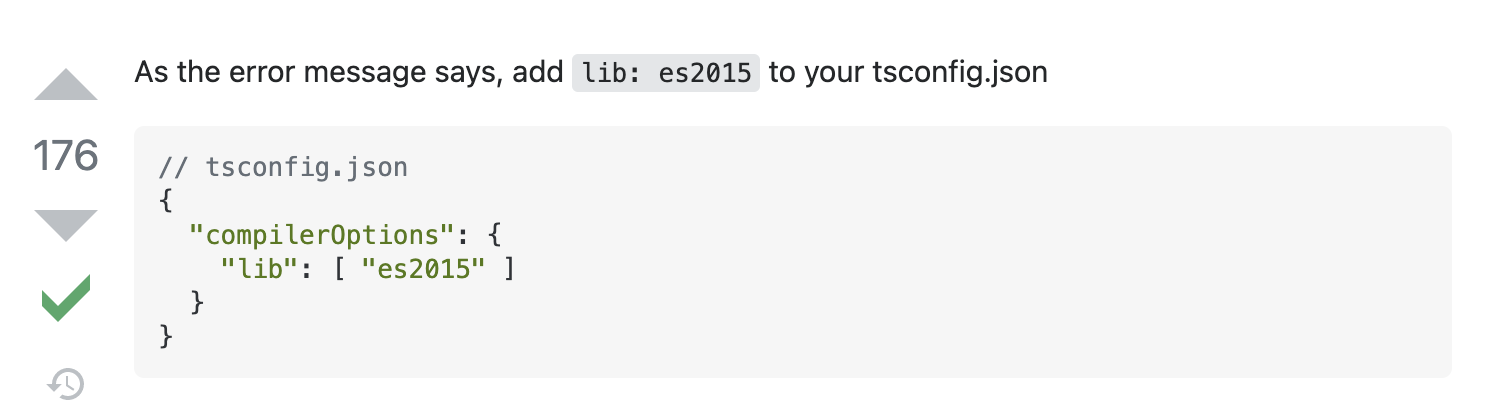 As the error message says, add lib: es2015 to your tsconfig.json
176
// tsconfig.json
{
  "compilerOptions": {
    "lib": [ "es2015" ]
  }
}